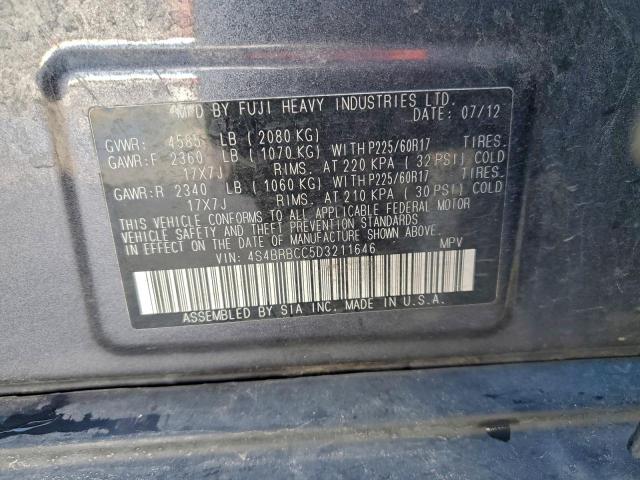 MFD BY FUJI HEAVY INDUSTRIES LTD.
DATE: 07/12
GVWR: 4585 LB (2080 KG)
GAWR:F 2360 LB (1070 KG) WITH P225/60R17 TIRES.
17X7J RIMS. AT 220 KPA (32 PSI) COLD
GAWR:R 2340 LB (1060 KG) WITH P225/60R17 TIRES.
17X7J RIMS. AT 210 KPA (30 PSI) COLD
THIS VEHICLE CONFORMS TO ALL APPLICABLE FEDERAL MOTOR
VEHICLE SAFETY AND THEFT PREVENTION STANDARDS
IN EFFECT ON THE DATE OF MANUFACTURE SHOWN ABOVE.
VIN: 4S4BRBCC5D3211646 MPV
ASSEMBLED BY SIA INC. MADE IN U.S.A.